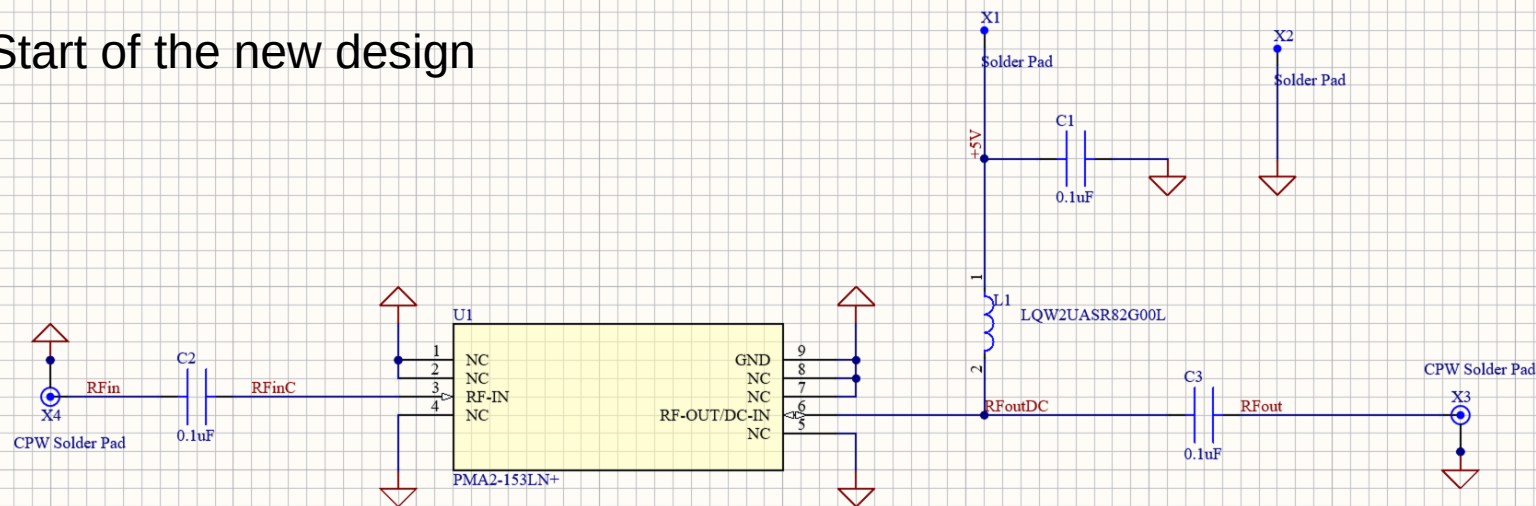 Start of the new design
X1
Solder Pad
X2
Solder Pad
C1
+5V
0.1uF
1
L1
LQW2UASR82G00L
2
U1
1 NC
2 NC
3 RF-IN
4 NC
GND 9
NC 8
NC 7
RF-OUT/DC-IN 6
NC 5
PMA2-153LN+
C2
RFin
RFinC
0.1uF
X4
CPW Solder Pad
RFoutDC
C3
RFout
0.1uF
CPW Solder Pad
X3